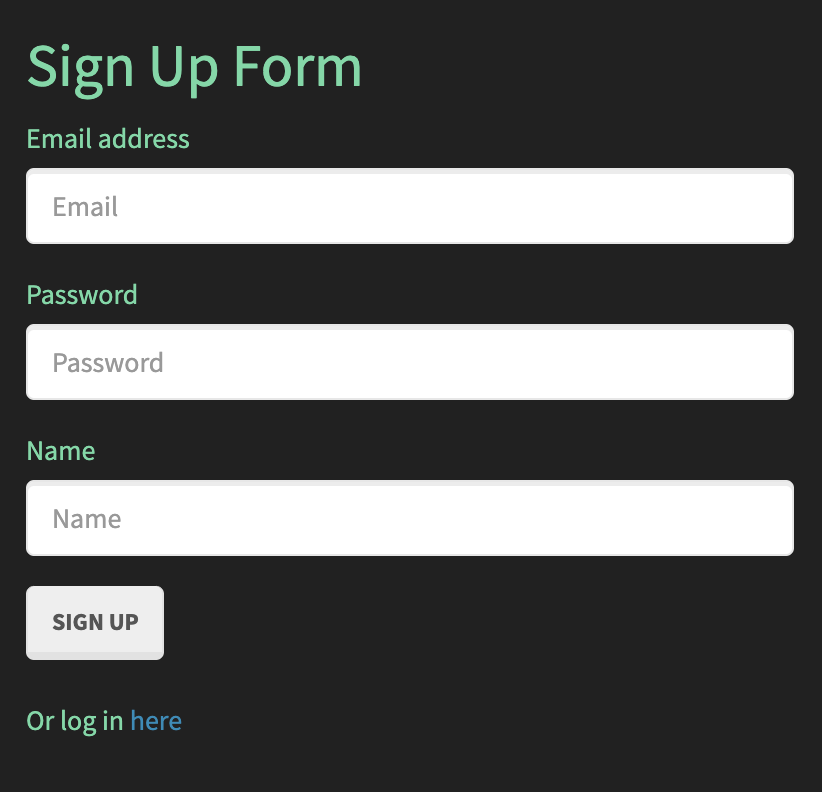 Sign Up Form
Email address
Email
Password
Password
Name
Name
SIGN UP
Or log in here